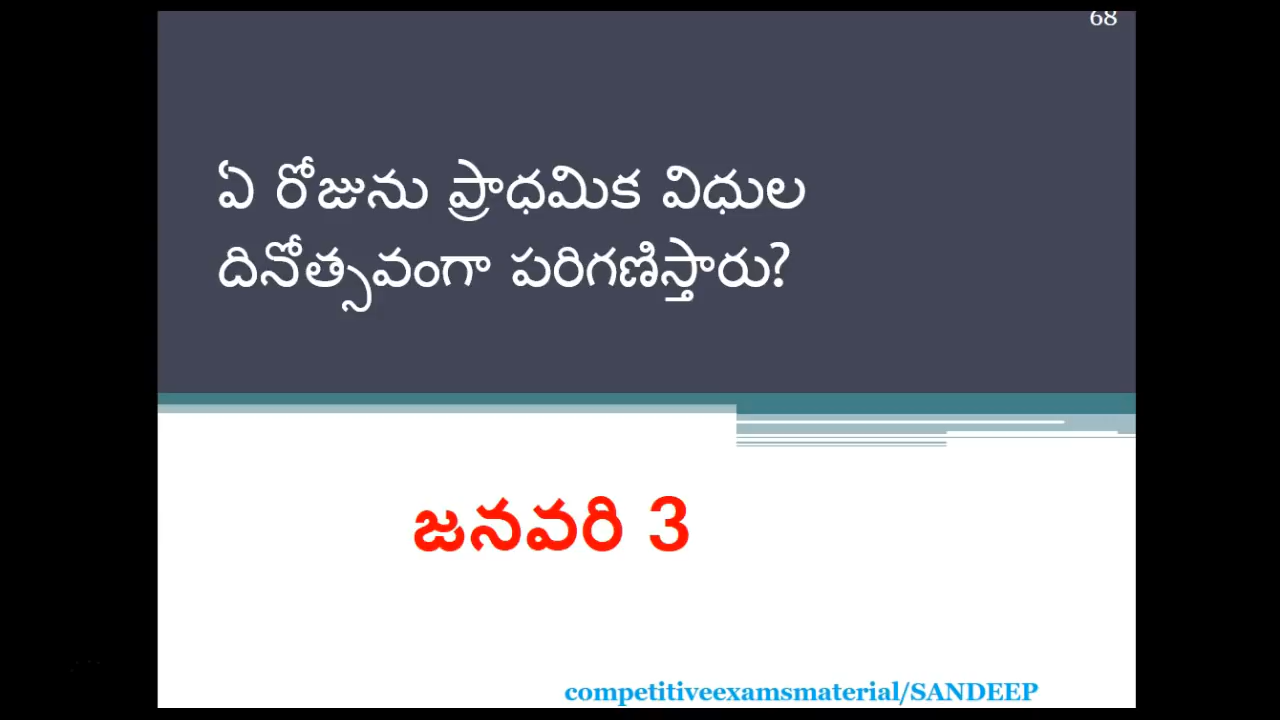 68
ఏ రోజును ప్రాధమిక విధుల
దినోత్సవంగా పరిగణిస్తారు?
జనవరి 3
competitiveexamsmaterial/SANDEEP